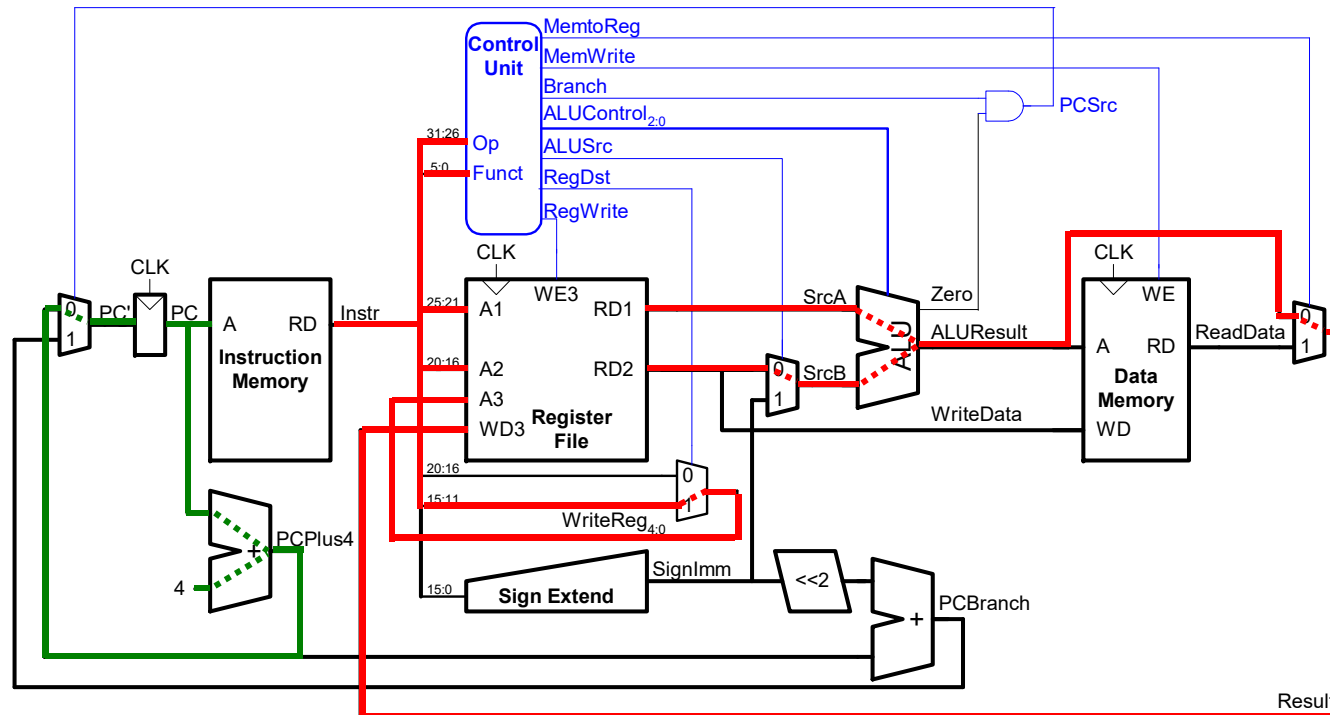 MemtoReg
Control
Unit
MemWrite
Branch
PCSrc
ALUControl2:0
31:26
Op
ALUSrc
5:0
Funct
RegDst
RegWrite
CLK
CLK
CLK
25:21
A1
WE3
RD1
SrcA
Zero
WE
0
PC'
PC
A
RD
Instr
ALU
ALUResult
0
1
Instruction
Memory
A
RD
ReadData
1
20:16
A2
RD2
0
SrcB
Data
Memory
A3
1
Register
File
WriteData
WD3
WD
20:16
0
15:11
1
WriteReg4:0
PCPlus4
+
4
SignImm
<<2
15:0
Sign Extend
PCBranch
+
Result